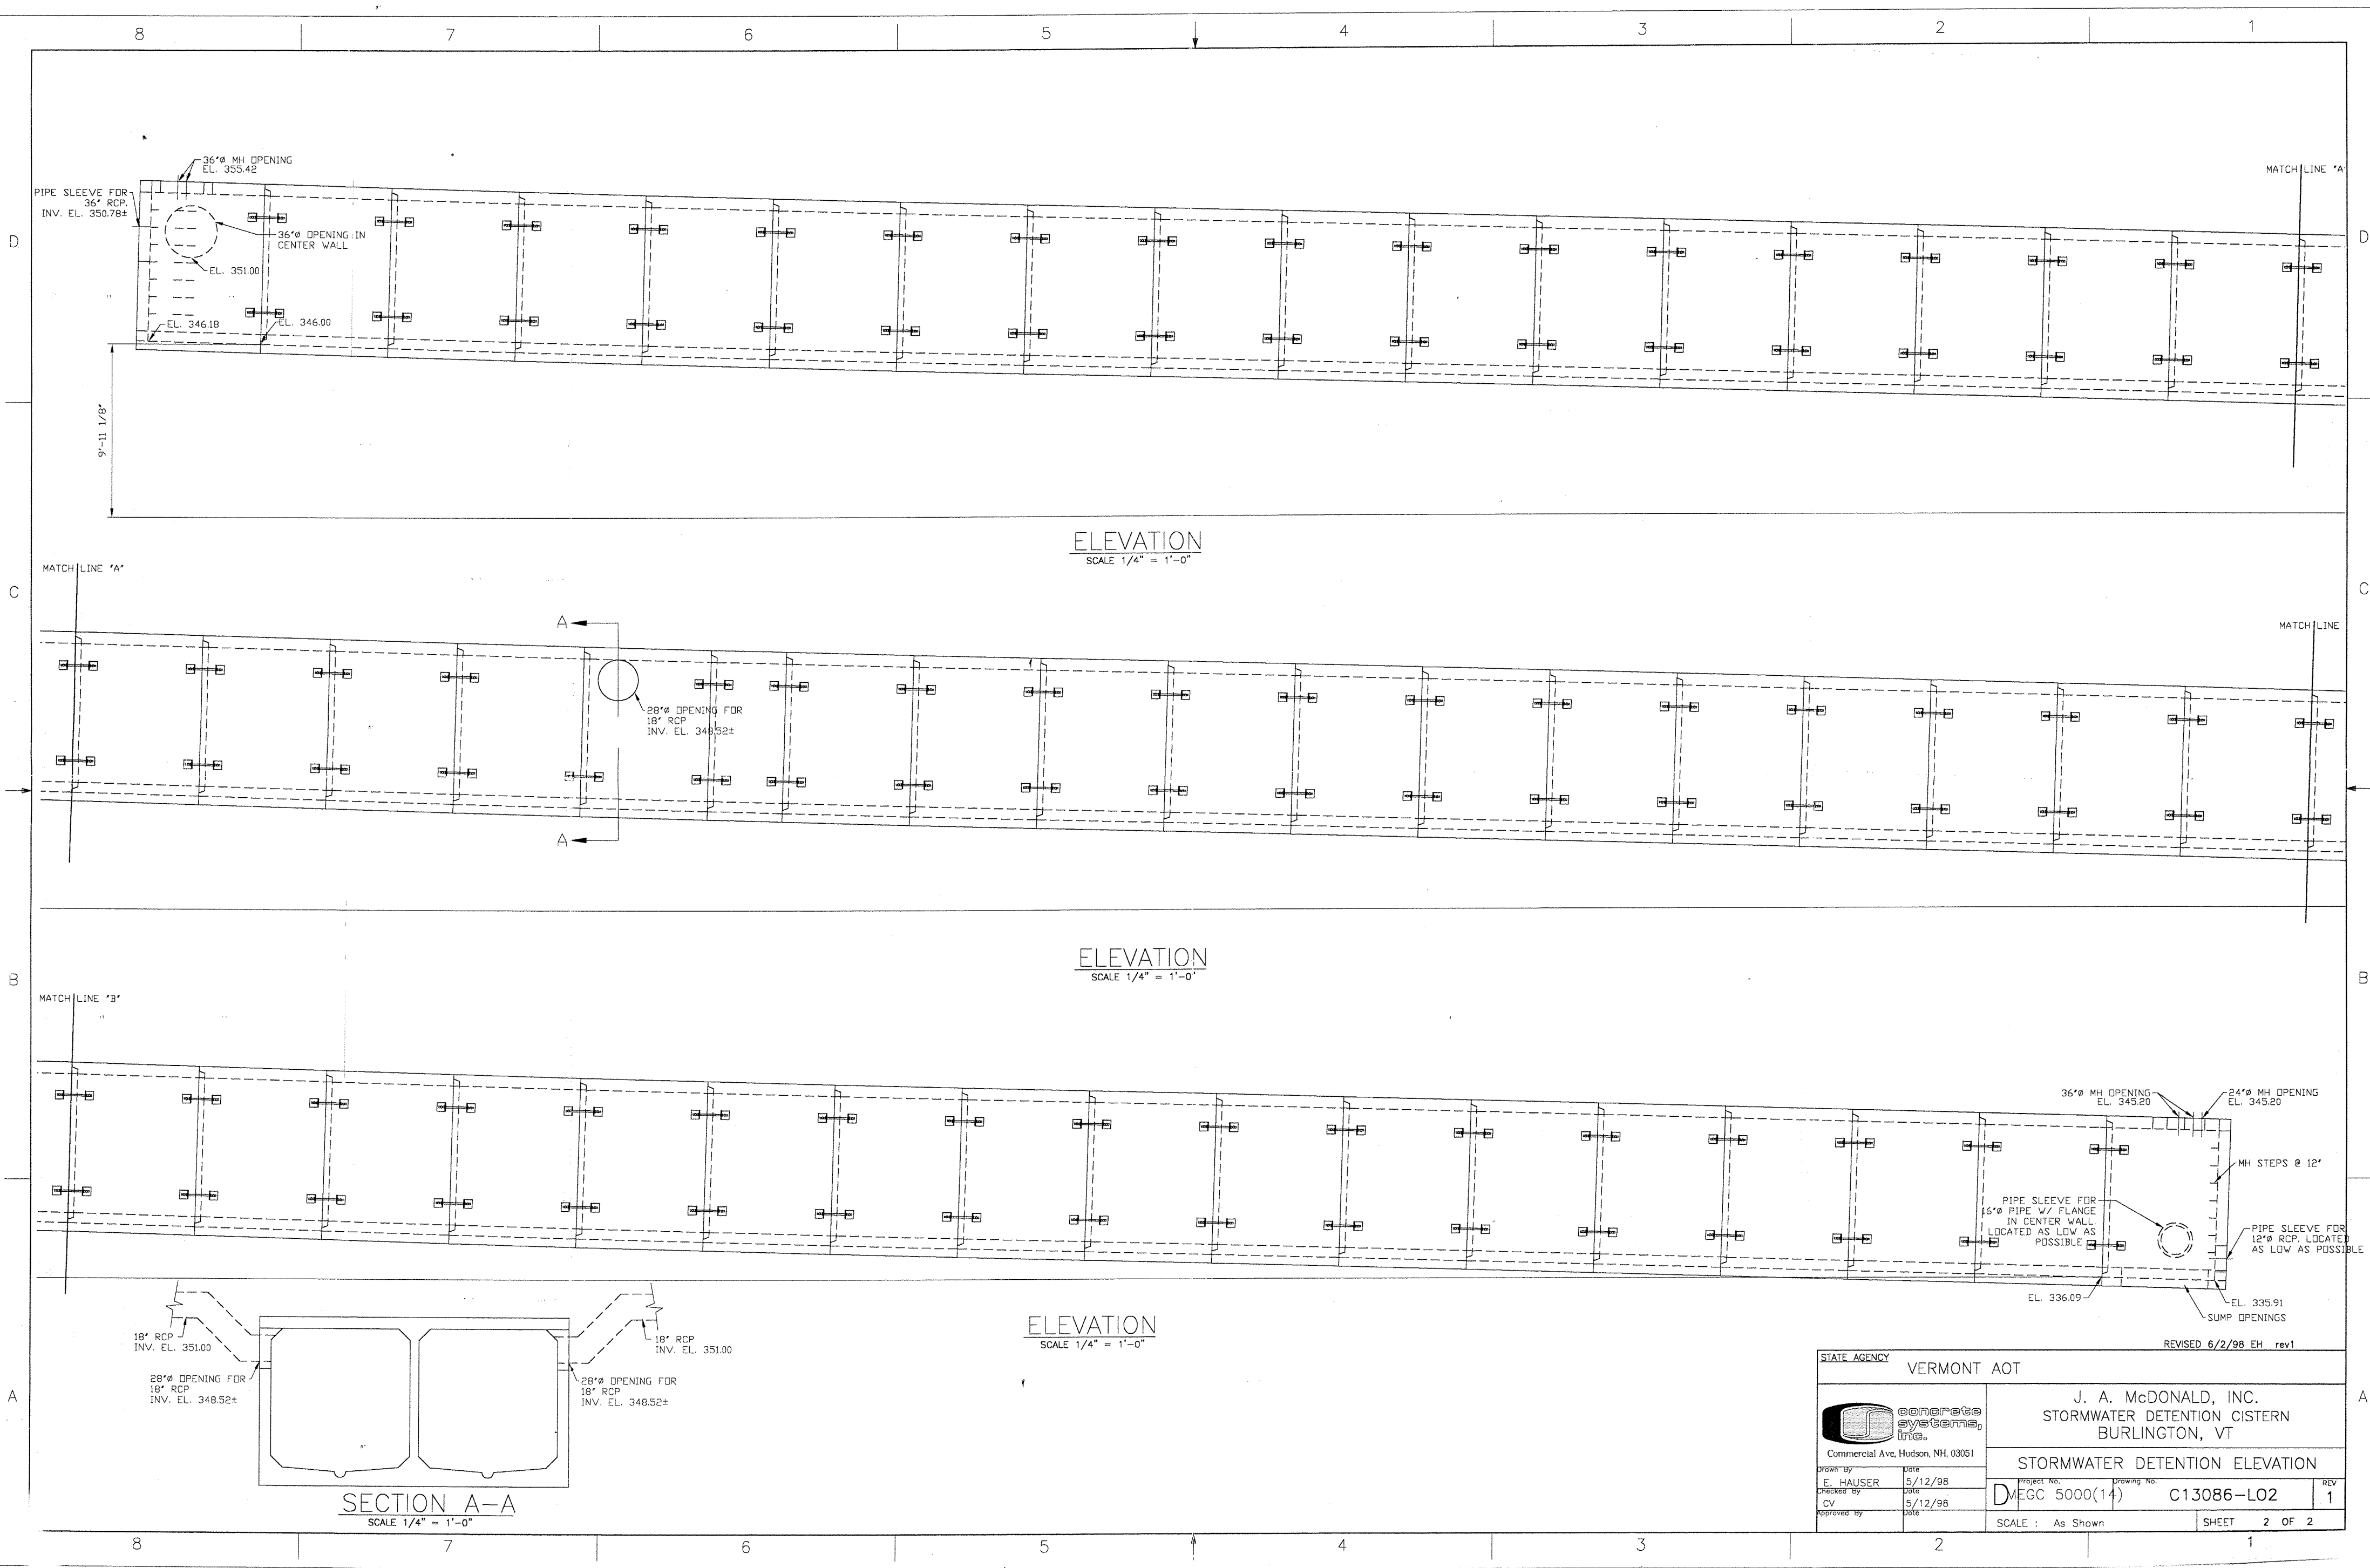 8 7 6 5 4 3 2 1
D
D
36"ø MH OPENING
EL. 355.42
PIPE SLEEVE FOR
36" RCP.
INV. EL. 350.78±
36"ø OPENING IN
CENTER WALL
EL. 351.00
EL. 346.18
EL. 346.00
9'-11 1/8"
MATCH LINE "A"
ELEVATION
SCALE 1/4" = 1'-0"
C
C
MATCH LINE "A"
A
A
28"ø OPENING FOR
18" RCP
INV. EL. 348.52±
MATCH LINE
ELEVATION
SCALE 1/4" = 1'-0"
B
B
MATCH LINE "B"
36"ø MH OPENING
EL. 345.20
24"ø MH OPENING
EL. 345.20
MH STEPS @ 12"
PIPE SLEEVE FOR
16"ø PIPE W/ FLANGE
IN CENTER WALL.
LOCATED AS LOW AS
POSSIBLE
PIPE SLEEVE FOR
12"ø RCP. LOCATED
AS LOW AS POSSIBLE
EL. 336.09
EL. 335.91
SUMP OPENINGS
ELEVATION
SCALE 1/4" = 1'-0"
18" RCP
INV. EL. 351.00
28"ø OPENING FOR
18" RCP
INV. EL. 348.52±
18" RCP
INV. EL. 351.00
28"ø OPENING FOR
18" RCP
INV. EL. 348.52±
SECTION A-A
SCALE 1/4" = 1'-0"
A
A
REVISED 6/2/98 EH rev1
STATE AGENCY
VERMONT AOT
concrete
systems,
inc.
Commercial Ave, Hudson, NH, 03051
J. A. McDONALD, INC.
STORMWATER DETENTION CISTERN
BURLINGTON, VT
STORMWATER DETENTION ELEVATION
Drawn By
E. HAUSER
Date
5/12/98
Checked By
CV
Date
5/12/98
Approved By
Date
D
Project No.
MEGC 5000(14)
Drawing No.
C13086-L02
REV
1
SCALE : As Shown
SHEET 2 OF 2
8 7 6 5 4 3 2 1